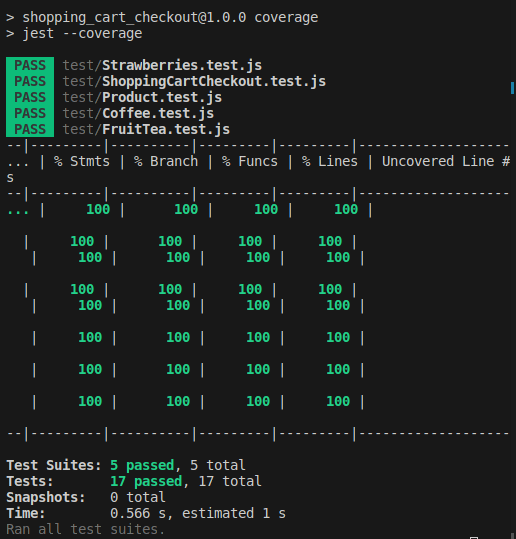 > shopping_cart_checkout@1.0.0 coverage
> jest --coverage
PASS test/Strawberries.test.js
PASS test/ShoppingCartCheckout.test.js
PASS test/Product.test.js
PASS test/Coffee.test.js
PASS test/FruitTea.test.js
--|---------|----------|---------|---------|-------------------
... | % Stmts | % Branch | % Funcs | % Lines | Uncovered Line #
s
--|---------|----------|---------|---------|-------------------
... |     100 |      100 |     100 |     100 |
  |     100 |      100 |     100 |     100 |
   |     100 |      100 |     100 |     100 |
  |     100 |      100 |     100 |     100 |
   |     100 |      100 |     100 |     100 |
   |     100 |      100 |     100 |     100 |
   |     100 |      100 |     100 |     100 |
   |     100 |      100 |     100 |     100 |
--|---------|----------|---------|---------|-------------------
Test Suites: 5 passed, 5 total
Tests:       17 passed, 17 total
Snapshots:   0 total
Time:        0.566 s, estimated 1 s
Ran all test suites.